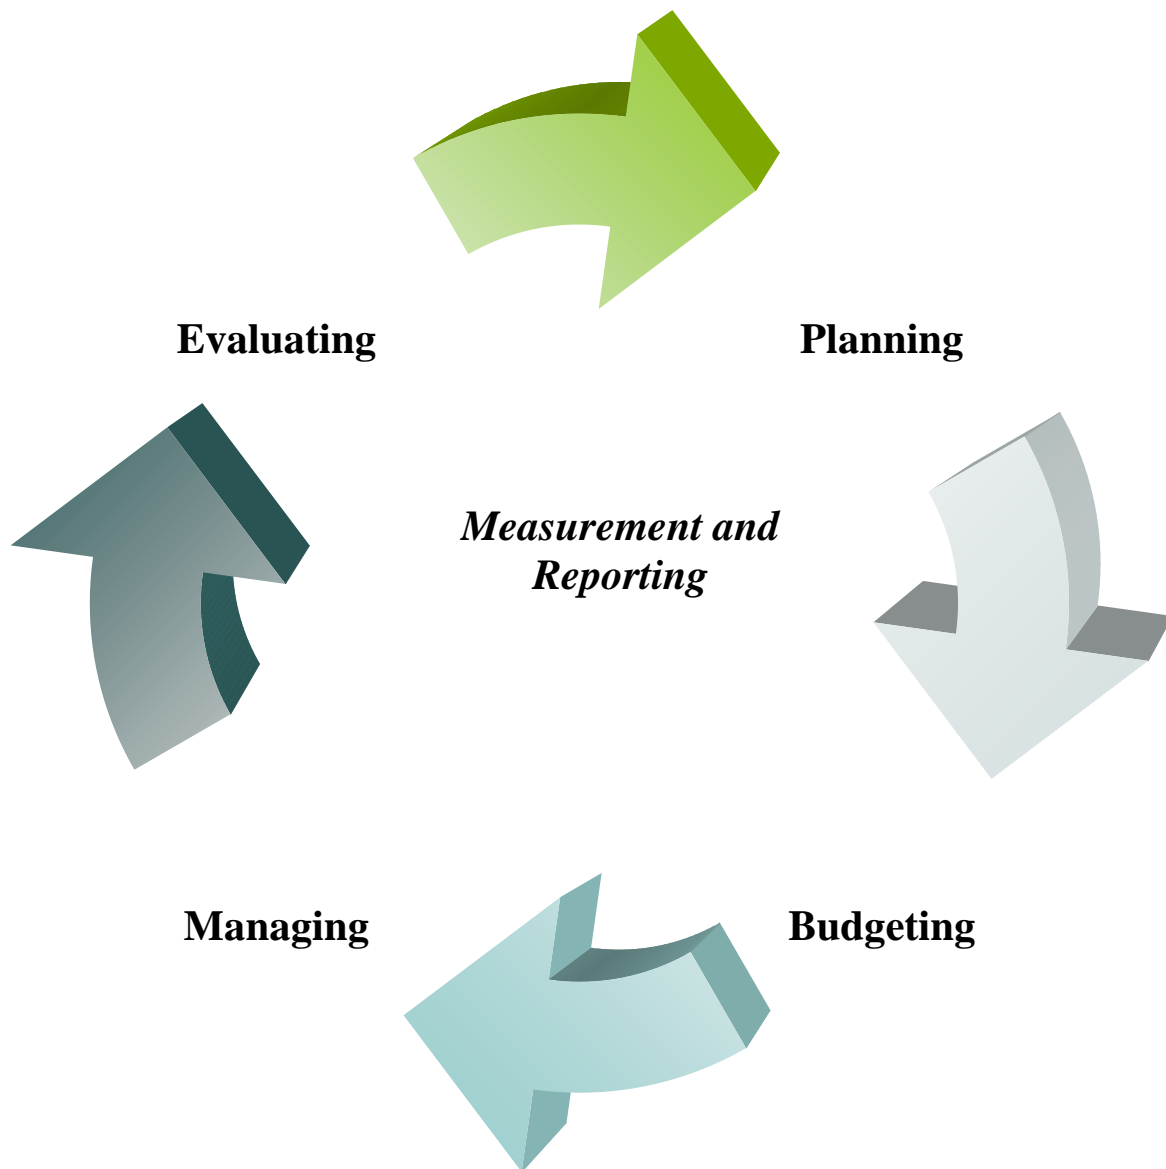 Evaluating
Planning
Measurement and
Reporting
Managing
Budgeting